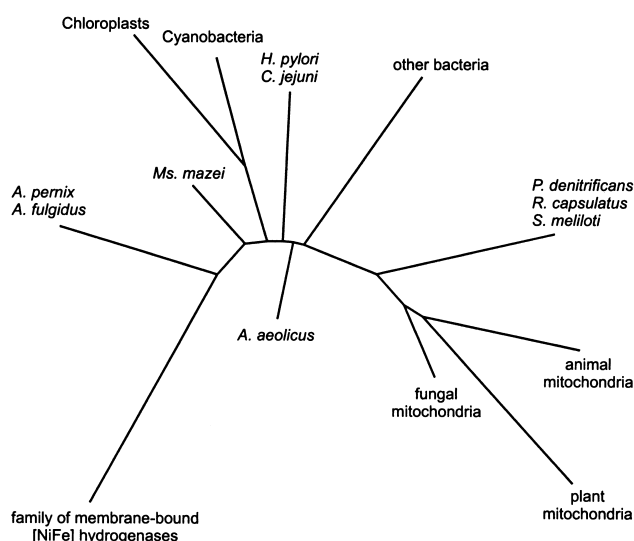 Chloroplasts
Cyanobacteria
H. pylori
C. jejuni
other bacteria
Ms. mazei
A. pernix
A. fulgidus
P. denitrificans
R. capsulatus
S. meliloti
A. aeolicus
animal
mitochondria
fungal
mitochondria
plant
mitochondria
family of membrane-bound
[NiFe] hydrogenases